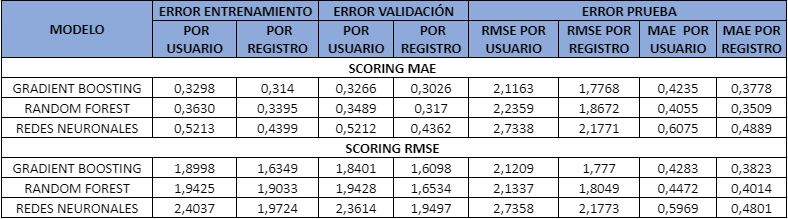 MODELO ERROR ENTRENAMIENTO ERROR VALIDACIÓN ERROR PRUEBA
POR USUARIO POR REGISTRO POR USUARIO POR REGISTRO RMSE POR USUARIO RMSE POR REGISTRO MAE POR USUARIO MAE POR REGISTRO
SCORING MAE
GRADIENT BOOSTING 0,3298 0,314 0,3266 0,3026 2,1163 1,7768 0,4235 0,3778
RANDOM FOREST 0,3630 0,3395 0,3489 0,317 2,2359 1,8672 0,4055 0,3509
REDES NEURONALES 0,5213 0,4399 0,5212 0,4362 2,7338 2,1771 0,6075 0,4889
SCORING RMSE
GRADIENT BOOSTING 1,8998 1,6349 1,8401 1,6098 2,1209 1,777 0,4283 0,3823
RANDOM FOREST 1,9425 1,9033 1,9428 1,6534 2,1337 1,8049 0,4472 0,4014
REDES NEURONALES 2,4037 1,9724 2,3614 1,9497 2,7358 2,1773 0,5969 0,4801